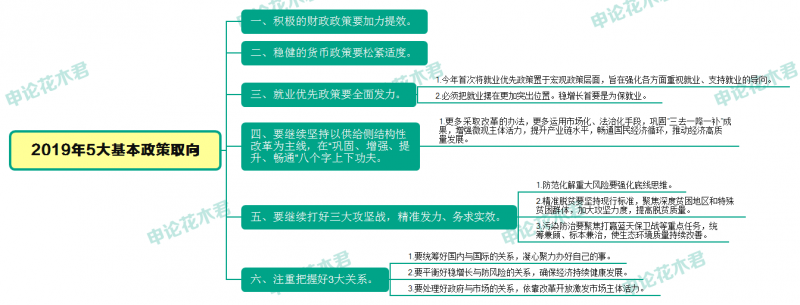 2019年5大基本政策取向
一、积极的财政政策要加力提效。
二、稳健的货币政策要松紧适度。
三、就业优先政策要全面发力。
1.今年首次将就业优先政策置于宏观政策层面，旨在强化各方面重视就业、支持就业的导向。
2.必须把就业摆在更加突出位置。稳增长首要是为保就业。
四、要继续坚持以供给侧结构性
改革为主线，在“巩固、增强、提
升、畅通”八个字上下功夫。
1.更多采取改革的办法，更多运用市场化、法治化手段，巩固“三去一降一补”成
果，增强微观主体活力，提升产业链水平，畅通国民经济循环，推动经济高质
量发展。
五、要继续打好三大攻坚战，精准发力、务求实效。
1.防范化解重大风险要强化底线思维。
2.精准脱贫要坚持现行标准，聚焦深度贫困地区和特殊
贫困群体，加大攻坚力度，提高脱贫质量。
3.污染防治要聚焦打赢蓝天保卫战等重点任务，统
筹兼顾、标本兼治，使生态环境质量持续改善。
六、注重把握好3大关系。
1.要统筹好国内与国际的关系，凝心聚力办好自己的事。
2.要平衡好稳增长与防风险的关系，确保经济持续健康发展。
3.要处理好政府与市场的关系，依靠改革开放激发市场主体活力。
申论花木君
申论花木君
申论花木君
申论花木君
申论花木君
申论花木君
申论花木君
申论花木君